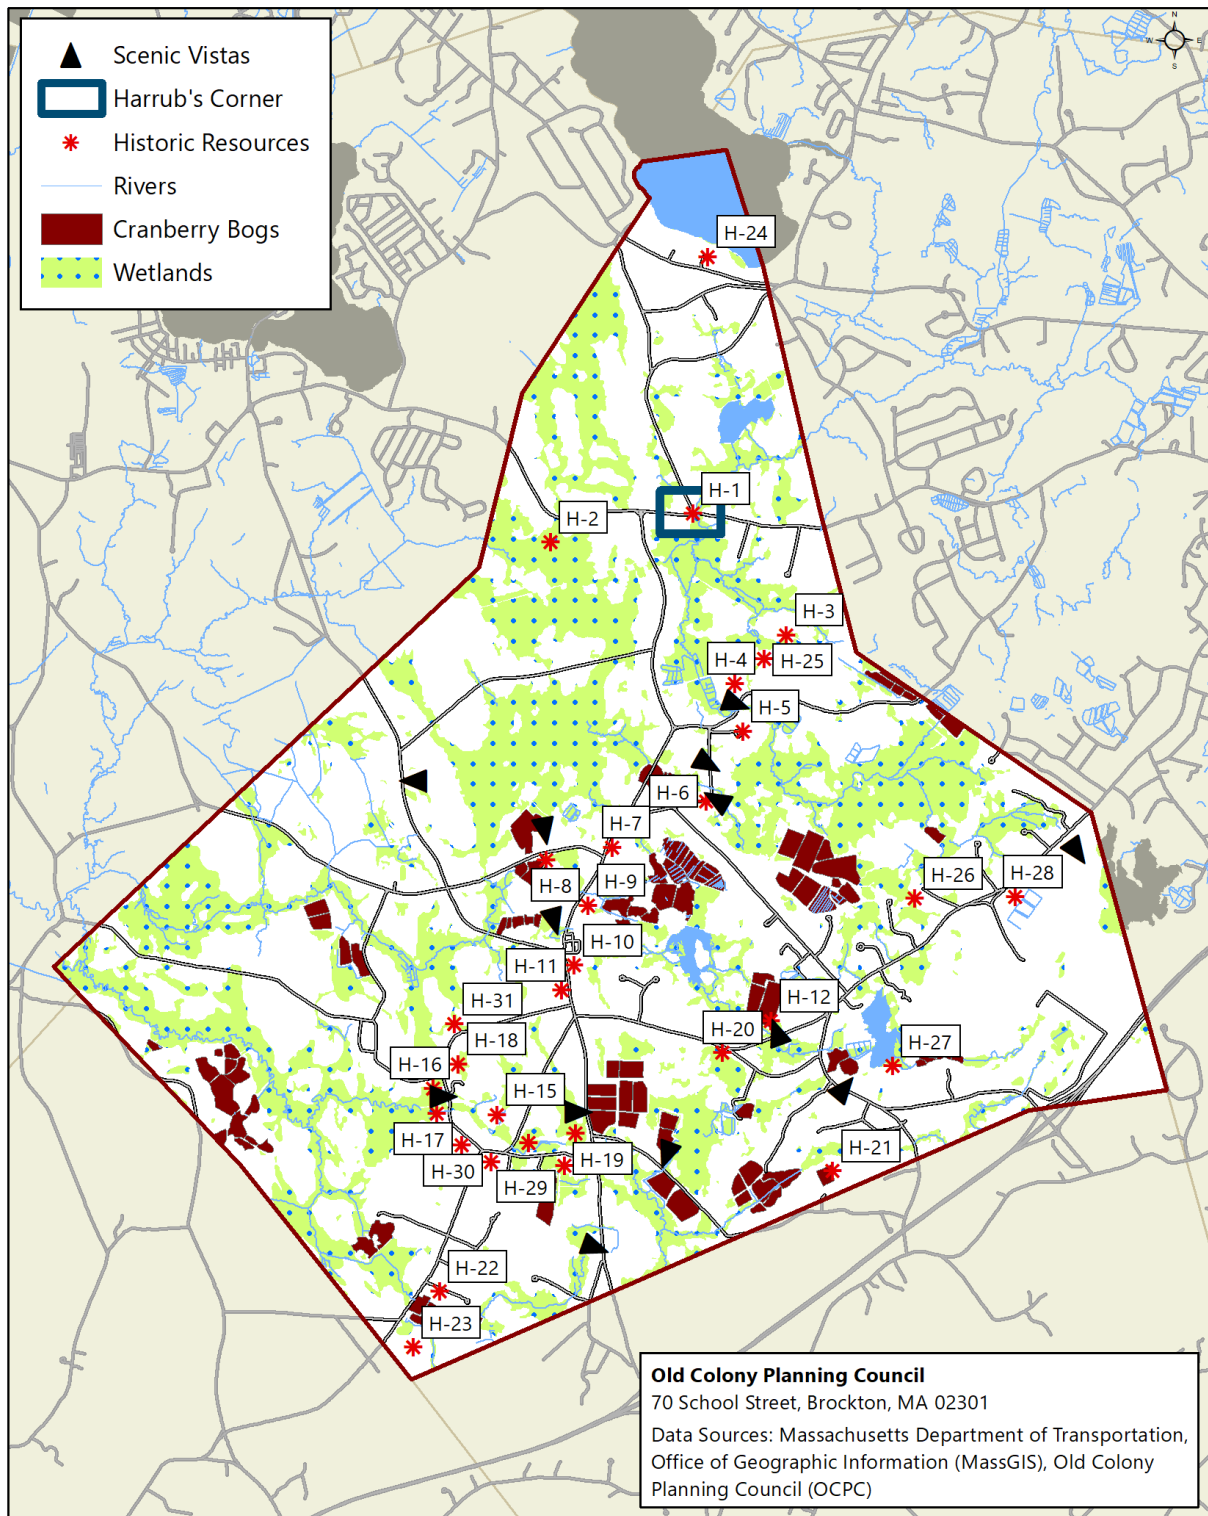 Scenic Vistas
Harrub's Corner
Historic Resources
Rivers
Cranberry Bogs
Wetlands
N
W E
S
H-24
H-1
H-2
H-3
H-4
H-25
H-5
H-6
H-7
H-8
H-9
H-26
H-28
H-10
H-11
H-31
H-12
H-18
H-20
H-27
H-16
H-15
H-17
H-30
H-19
H-21
H-29
H-22
H-23
Old Colony Planning Council
70 School Street, Brockton, MA 02301
Data Sources: Massachusetts Department of Transportation,
Office of Geographic Information (MassGIS), Old Colony
Planning Council (OCPC)